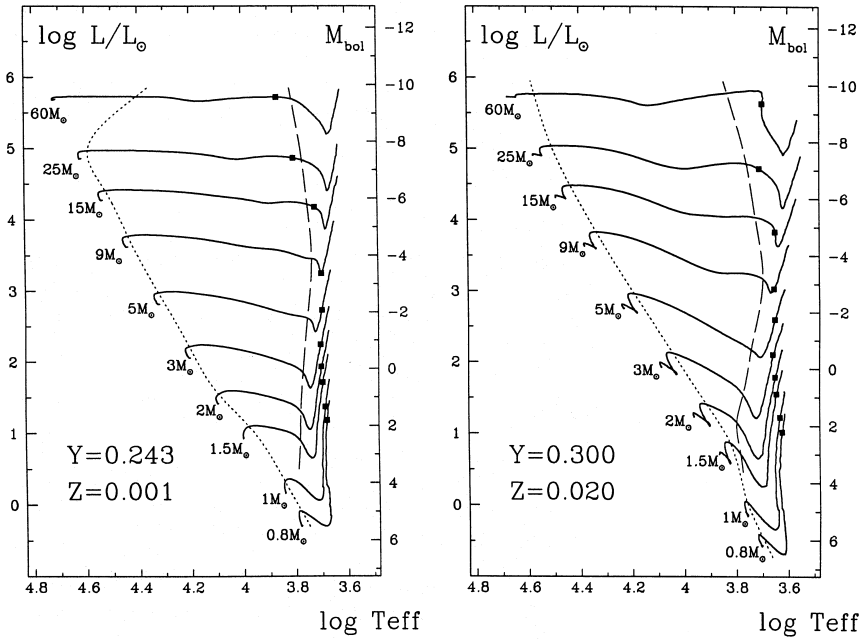 log L/L☉ M_bol
6
5
4
3
2
1
0
-12
-10
-8
-6
-4
-2
0
2
4
6
60M☉
25M☉
15M☉
9M☉
5M☉
3M☉
2M☉
1.5M☉
1M☉
0.8M☉
Y=0.243
Z=0.001
4.8 4.6 4.4 4.2 4 3.8 3.6
log Teff
log L/L☉ M_bol
6
5
4
3
2
1
0
-12
-10
-8
-6
-4
-2
0
2
4
6
60M☉
25M☉
15M☉
9M☉
5M☉
3M☉
2M☉
1.5M☉
1M☉
0.8M☉
Y=0.300
Z=0.020
4.8 4.6 4.4 4.2 4 3.8 3.6
log Teff